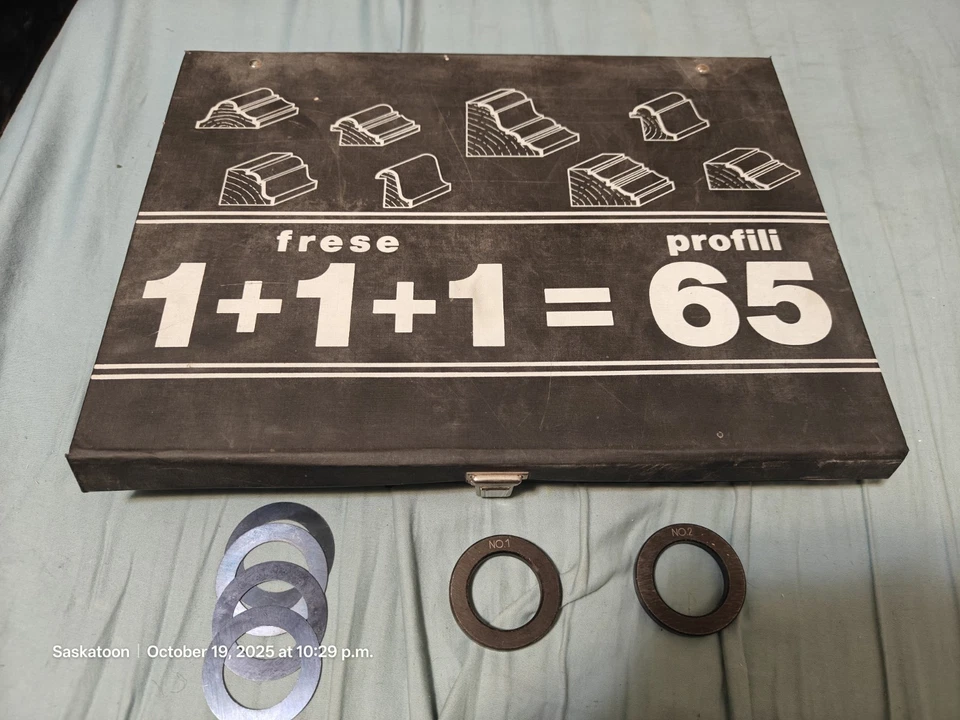 frese profili
1+1+1=65
NO.1 NO.2
Saskatoon | October 19, 2025 at 10:29 p.m.